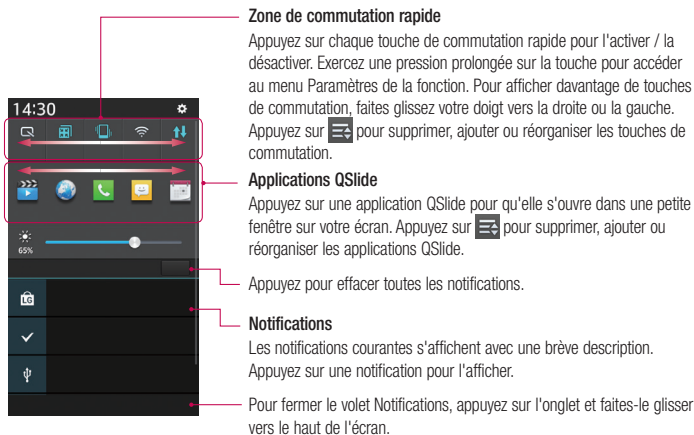 Zone de commutation rapide
Appuyez sur chaque touche de commutation rapide pour l'activer / la
désactiver. Exercez une pression prolongée sur la touche pour accéder
au menu Paramètres de la fonction. Pour afficher davantage de touches
de commutation, faites glissez votre doigt vers la droite ou la gauche.
Appuyez sur pour supprimer, ajouter ou réorganiser les touches de
commutation.
14:30
Applications QSlide
Appuyez sur une application QSlide pour qu'elle s'ouvre dans une petite
fenêtre sur votre écran. Appuyez sur pour supprimer, ajouter ou
réorganiser les applications QSlide.
65%
Appuyez pour effacer toutes les notifications.
LG
Notifications
Les notifications courantes s'affichent avec une brève description.
Appuyez sur une notification pour l'afficher.
Pour fermer le volet Notifications, appuyez sur l'onglet et faites-le glisser
vers le haut de l'écran.